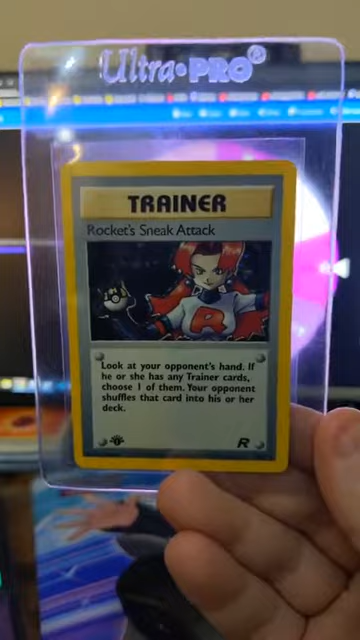 Ultra•PRO®
TRAINER
Rocket's Sneak Attack
R
Look at your opponent's hand. If
he or she has any Trainer cards,
choose 1 of them. Your opponent
shuffles that card into his or her
deck.
1 R